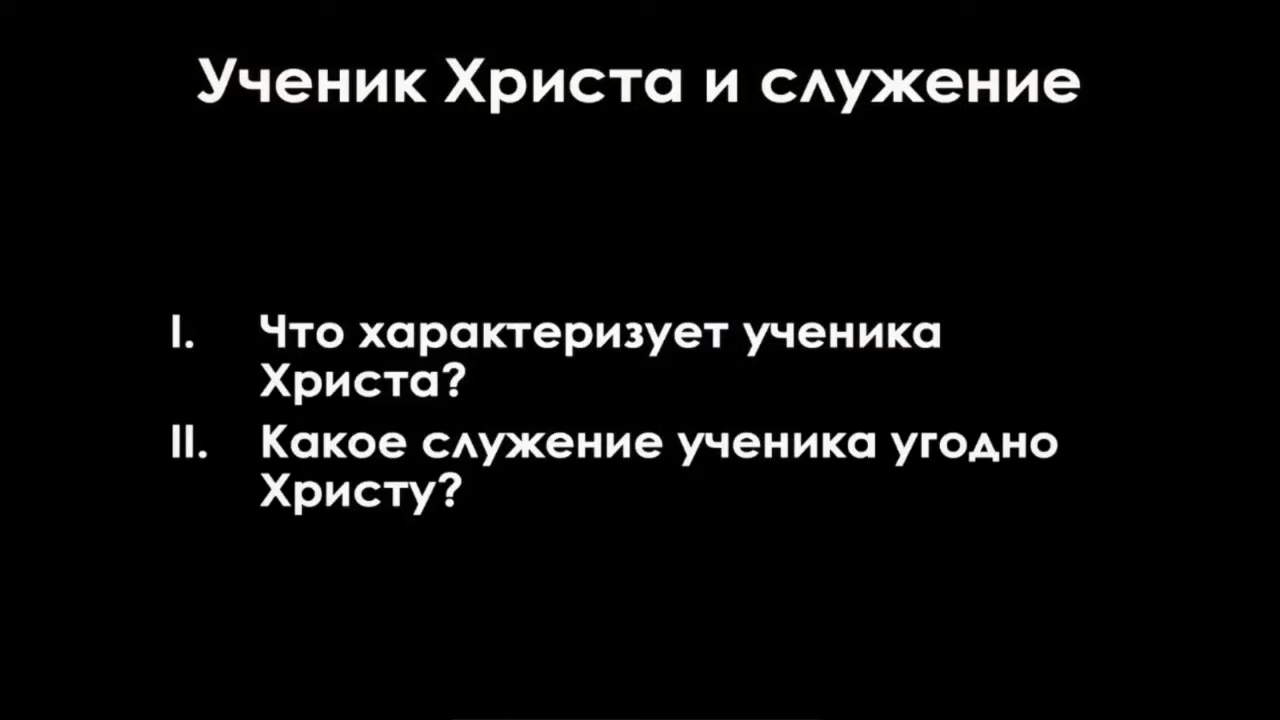 Ученик Христа и служение
I. Что характеризует ученика
Христа?
II. Какое служение ученика угодно
Христу?